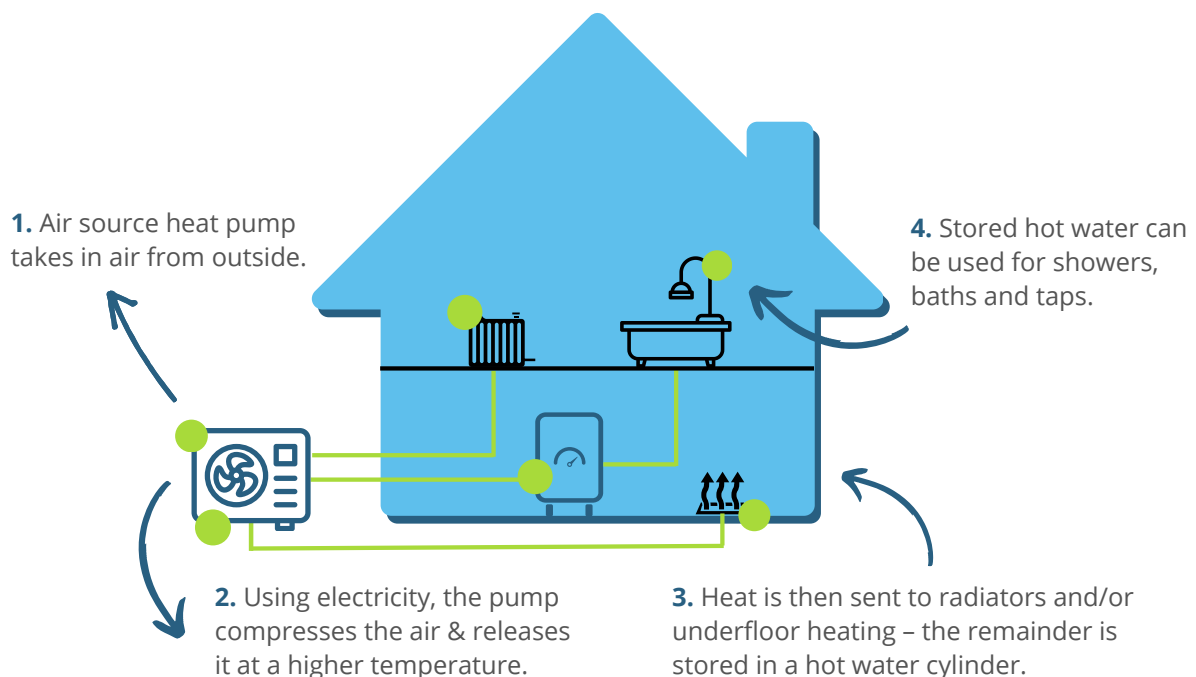 1. Air source heat pump
takes in air from outside.
4. Stored hot water can
be used for showers,
baths and taps.
2. Using electricity, the pump
compresses the air & releases
it at a higher temperature.
3. Heat is then sent to radiators and/or
underfloor heating – the remainder is
stored in a hot water cylinder.